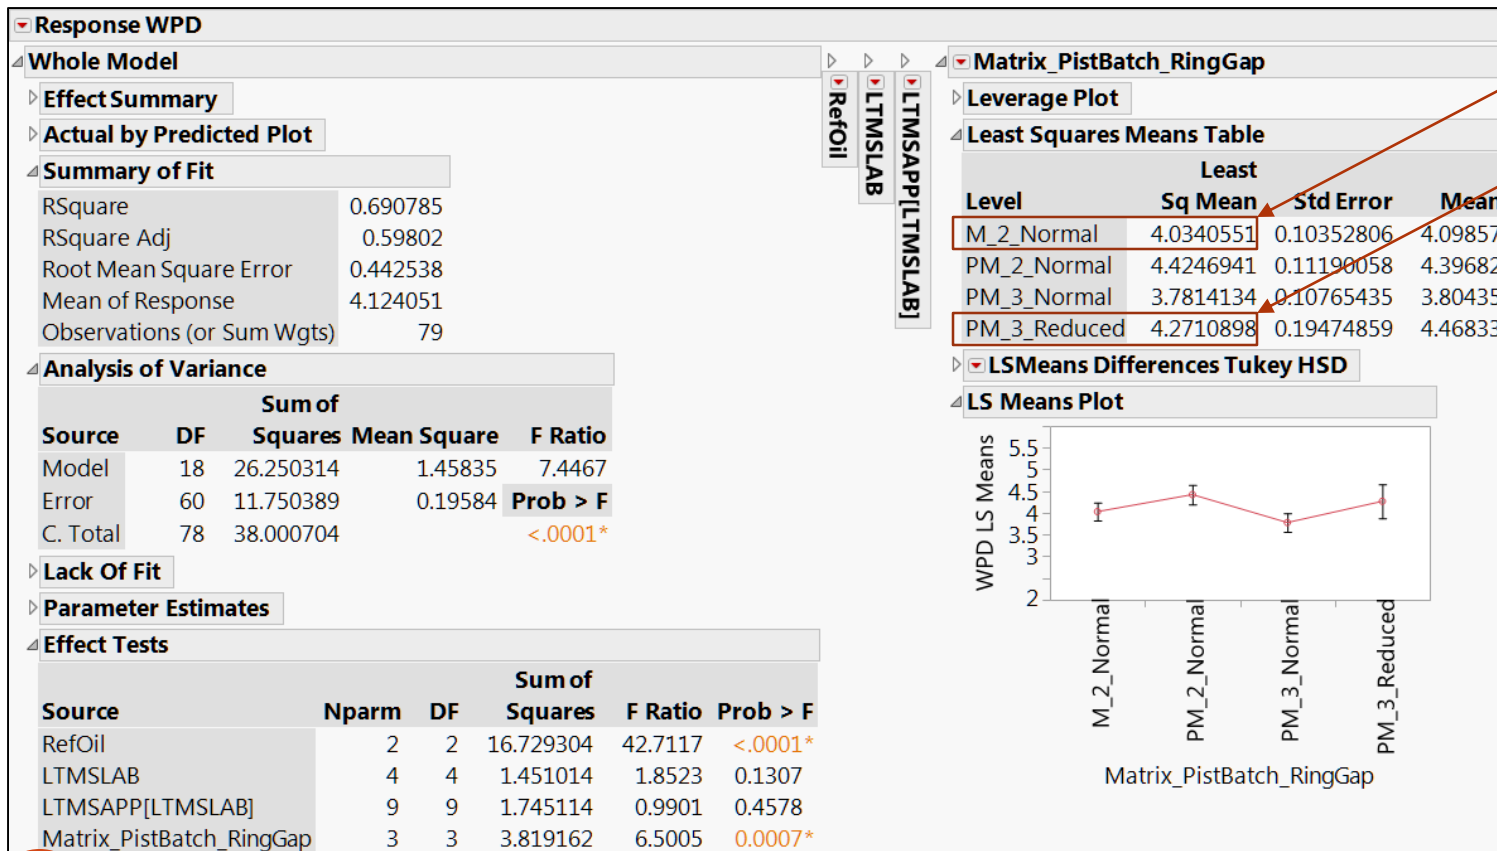 Response WPD
Whole Model
Effect Summary
Actual by Predicted Plot
Summary of Fit
RSquare 0.690785
RSquare Adj 0.59802
Root Mean Square Error 0.442538
Mean of Response 4.124051
Observations (or Sum Wgts) 79
Analysis of Variance
Sum of
Source DF Squares Mean Square F Ratio
Model 18 26.250314 1.45835 7.4467
Error 60 11.750389 0.19584 Prob > F
C. Total 78 38.000704 <.0001*
Lack Of Fit
Parameter Estimates
Effect Tests
Sum of
Source Nparm DF Squares F Ratio Prob > F
RefOil 2 2 16.729304 42.7117 <.0001*
LTMSLAB 4 4 1.451014 1.8523 0.1307
LTMSAPP[LTMSLAB] 9 9 1.745114 0.9901 0.4578
Matrix_PistBatch_RingGap 3 3 3.819162 6.5005 0.0007*
RefOil
LTMSLAB
LTMSAPP[LTMSLAB]
Matrix_PistBatch_RingGap
Leverage Plot
Least Squares Means Table
Least
Level Sq Mean Std Error Mean
M_2_Normal 4.0340551 0.10352806 4.09857
PM_2_Normal 4.4246941 0.11190058 4.39682
PM_3_Normal 3.7814134 0.10765435 3.80435
PM_3_Reduced 4.2710898 0.19474859 4.46833
LSMeans Differences Tukey HSD
LS Means Plot
WPD LS Means
5.5
5
4.5
4
3.5
3
2
M_2_Normal
PM_2_Normal
PM_3_Normal
PM_3_Reduced
Matrix_PistBatch_RingGap